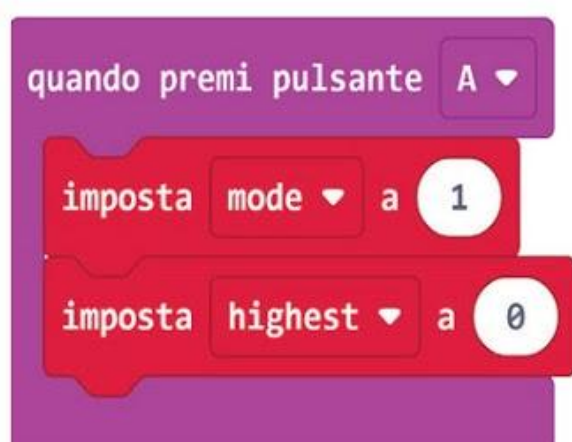 quando premi pulsante A
imposta mode a 1
imposta highest a 0